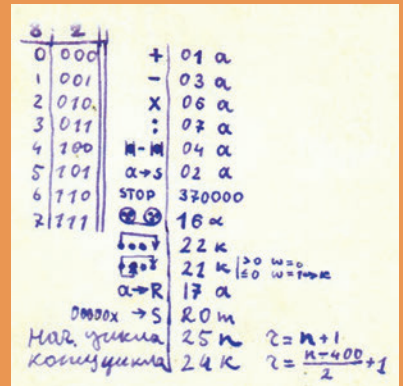 8 2
0 000 + 01 a
1 001 - 03 a
2 010 x 06 a
3 011 : 07 a
4 100 |-| 04 a
5 101 a→s 02 a
6 110 STOP 370000
7 111 16 α
22 к
21 к >0 w=0
≤0 w=1→к
a→R 17 a
00000x → S 20 m
Нач. цикла 25 n r = n+1
конец цикла 24 к r = n-400/2 +1